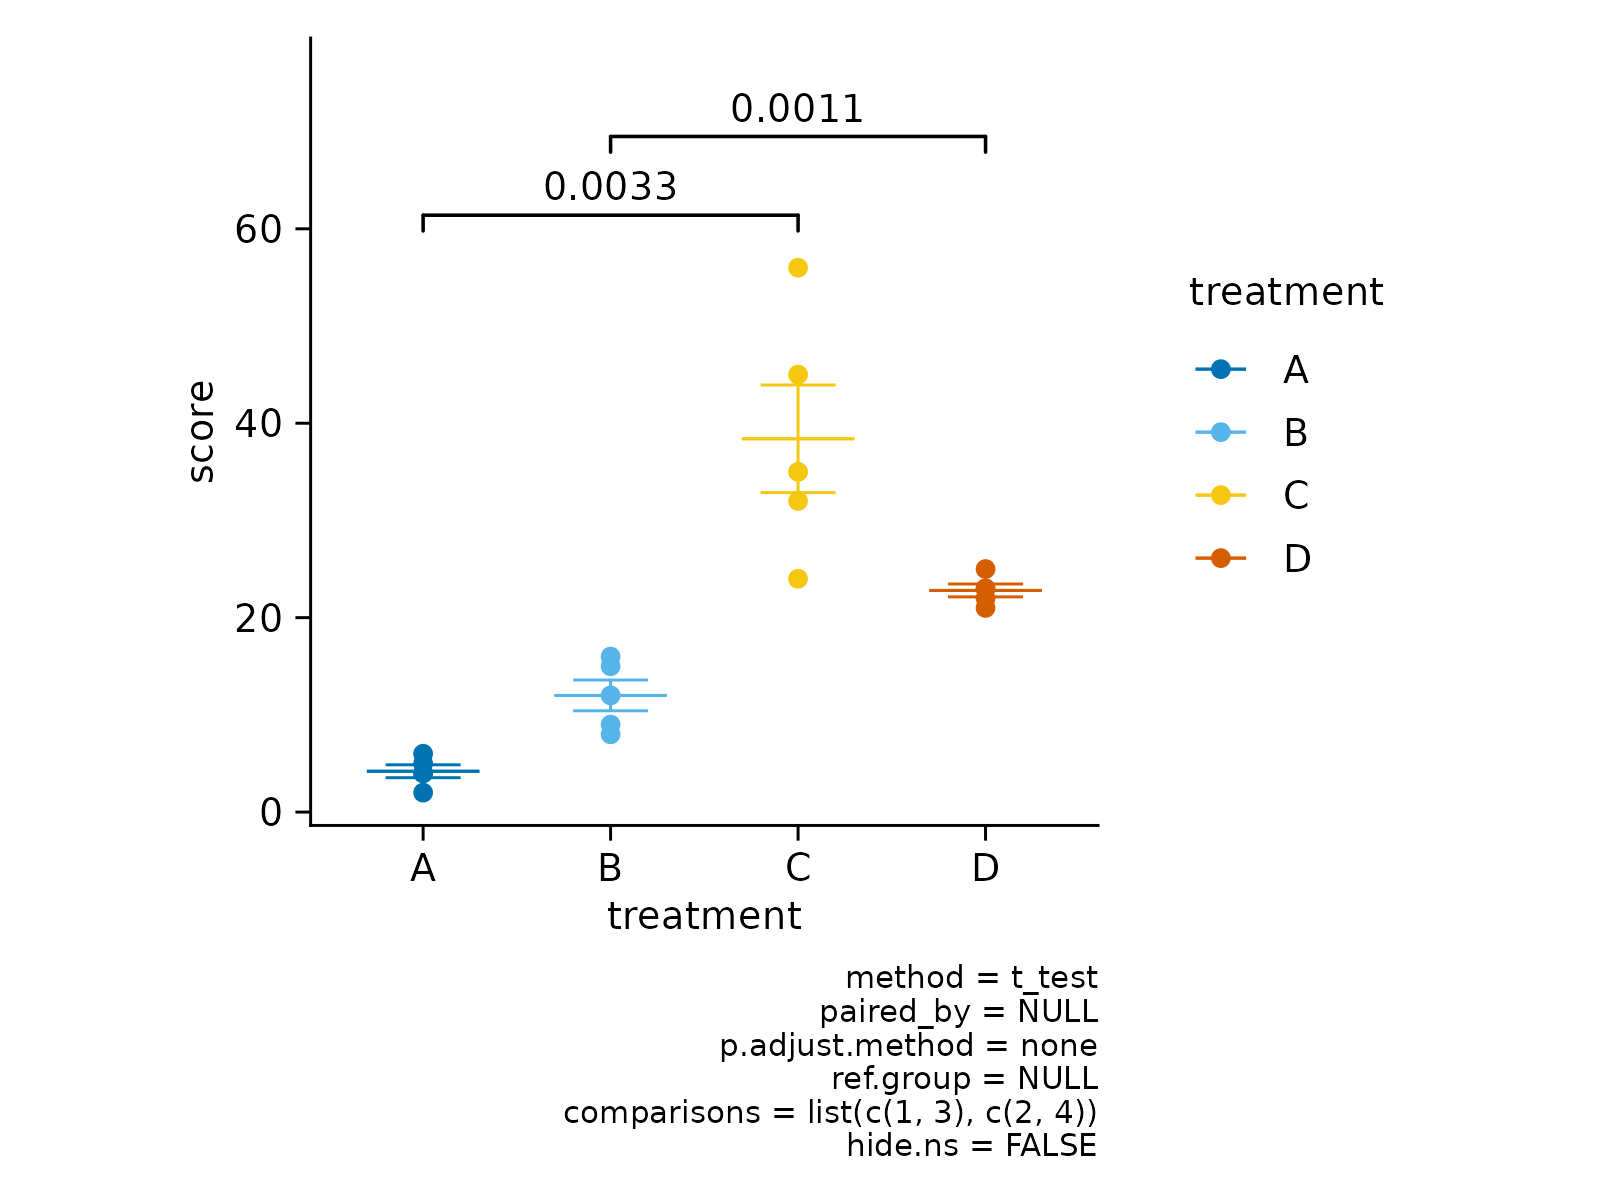 0.0011
0.0033
60
40
20
0
score
A
B
C
D
treatment
treatment
A
B
C
D
method = t_test
paired_by = NULL
p.adjust.method = none
ref.group = NULL
comparisons = list(c(1, 3), c(2, 4))
hide.ns = FALSE